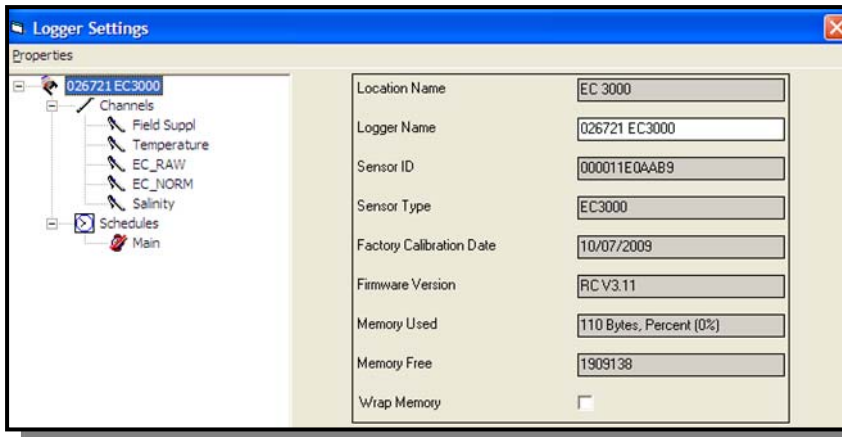 Logger Settings
Properties
026721 EC3000
Channels
Field Suppl
Temperature
EC_RAW
EC_NORM
Salinity
Schedules
Main
Location Name EC 3000
Logger Name 026721 EC3000
Sensor ID 000011E0AAB9
Sensor Type EC3000
Factory Calibration Date 10/07/2009
Firmware Version RC V3.11
Memory Used 110 Bytes, Percent (0%)
Memory Free 1909138
Wrap Memory